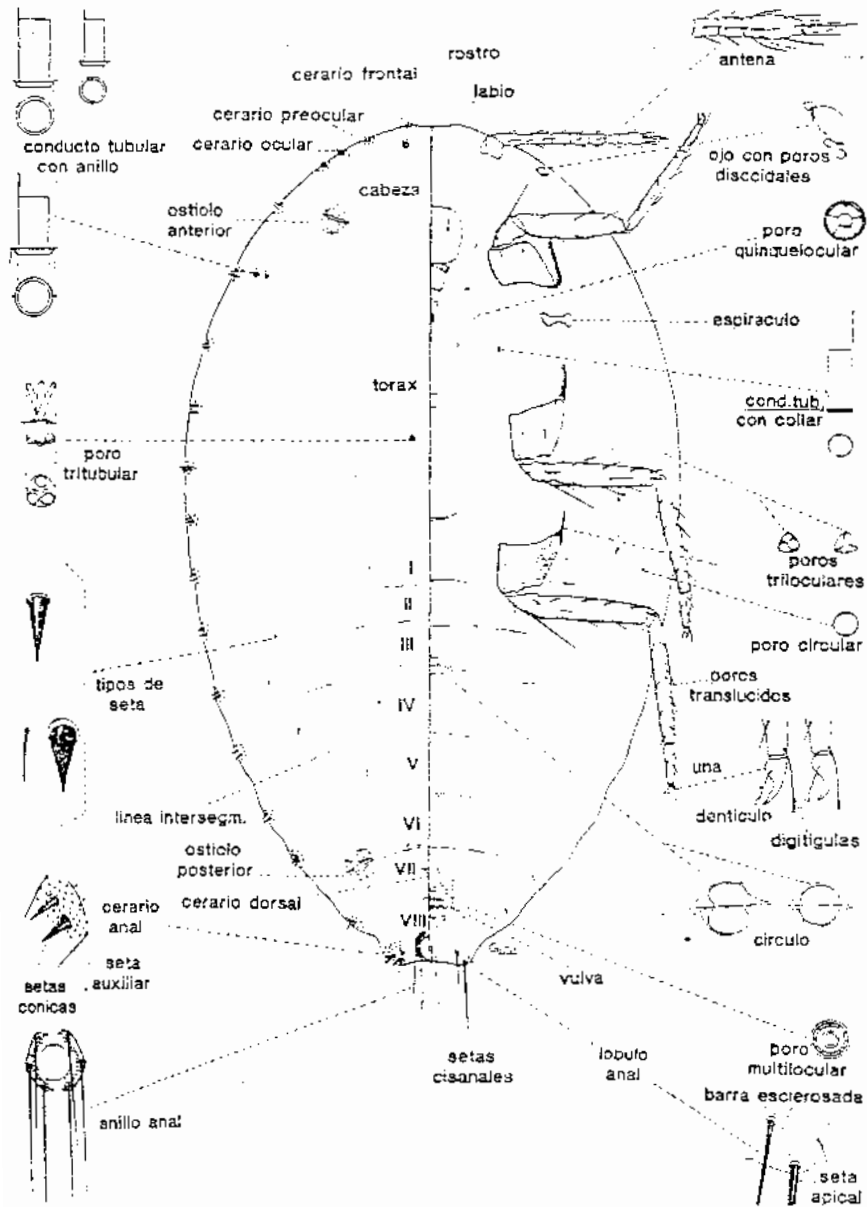 rostro
cerario frontal
antena
labio
cerario preocular
conducto tubular
con anillo
cerario ocular
ojo con poros
discoidales
cabeza
ostiolo
anterior
poro
quinquelocular
espiraculo
torax
cond. tub.
con collar
poro
tritubular
I
poros
triloculares
II
III
poro circular
tipos de
seta
poros
translucidos
IV
V
una
linea intersegm.
denticulo
VI
digitigulas
ostiolo
posterior
VII
cerario
anal
cerario dorsal
VIII
circulo
seta
auxiliar
setas
conicas
vulva
setas
cisanales
lobulo
anal
poro
multilocular
barra esclerosada
anillo anal
seta
apical